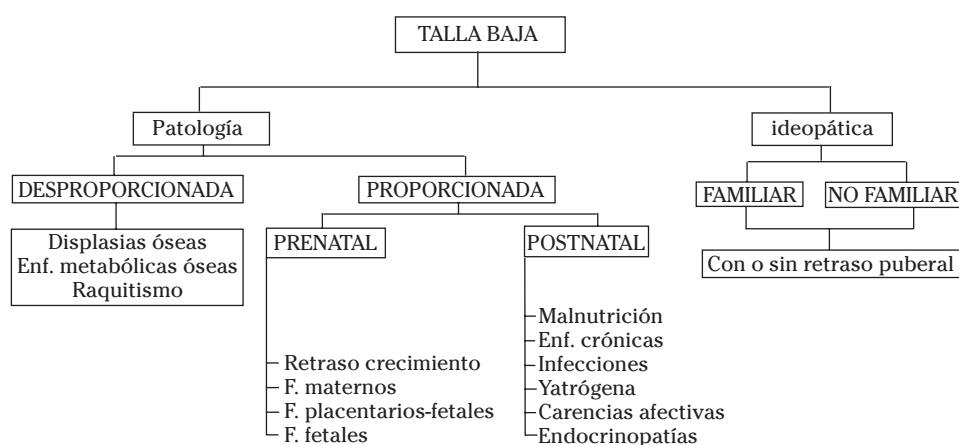 TALLA BAJA
Patología
ideopática
DESPROPORCIONADA
PROPORCIONADA
FAMILIAR
NO FAMILIAR
Displasias óseas
Enf. metabólicas óseas
Raquitismo
PRENATAL
POSTNATAL
Con o sin retraso puberal
Retraso crecimiento
F. maternos
F. placentarios-fetales
F. fetales
Malnutrición
Enf. crónicas
Infecciones
Yatrógena
Carencias afectivas
Endocrinopatías